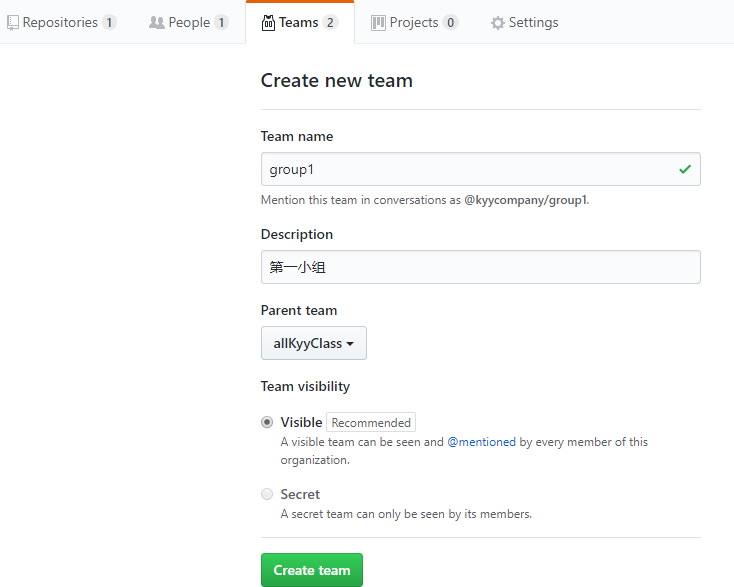 Repositories 1 People 1 Teams 2 Projects 0 Settings
Create new team
Team name
group1
Mention this team in conversations as @kyycompany/group1.
Description
第一小组
Parent team
allKyyClass
Team visibility
Visible Recommended
A visible team can be seen and @mentioned by every member of this
organization.
Secret
A secret team can only be seen by its members.
Create team